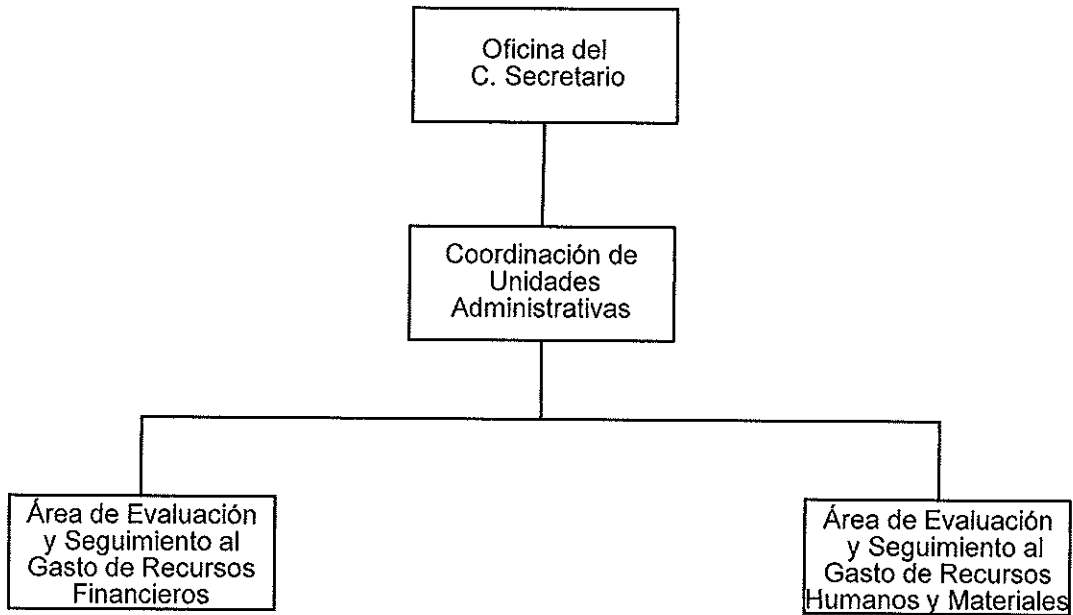 Oficina del
C. Secretario
Coordinación de
Unidades
Administrativas
Área de Evaluación
y Seguimiento al
Gasto de Recursos
Financieros
Área de Evaluación
y Seguimiento al
Gasto de Recursos
Humanos y Materiales